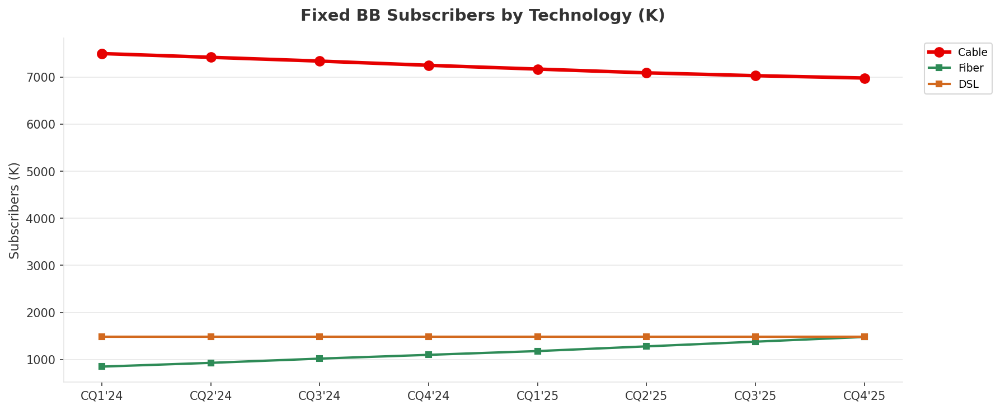 Fixed BB Subscribers by Technology (K)
Cable
Fiber
DSL
Subscribers (K)
7000
6000
5000
4000
3000
2000
1000
CQ1'24 CQ2'24 CQ3'24 CQ4'24 CQ1'25 CQ2'25 CQ3'25 CQ4'25